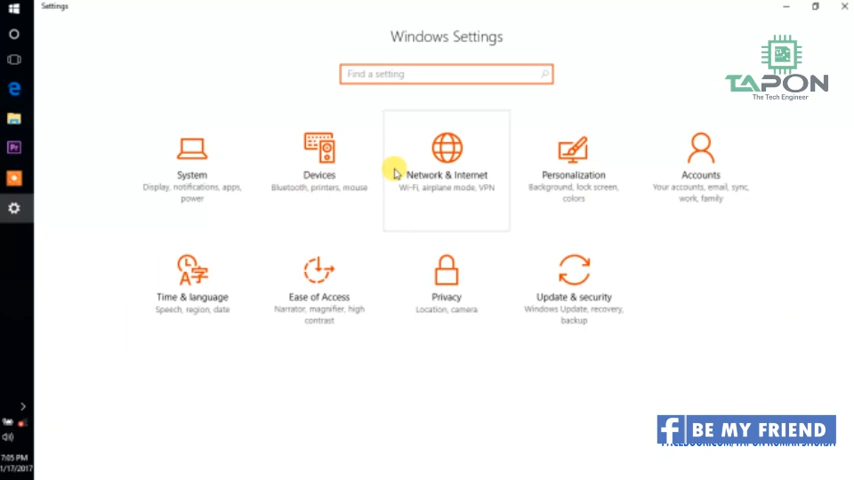 Settings
Windows Settings
Find a setting
TAPON
The Tech Engineer
System
Display, notifications, apps,
power
Devices
Bluetooth, printers, mouse
Network & Internet
Wi-Fi, airplane mode, VPN
Personalization
Background, lock screen,
colors
Accounts
Your accounts, email, sync,
work, family
Time & language
Speech, region, date
Ease of Access
Narrator, magnifier, high
contrast
Privacy
Location, camera
Update & security
Windows Update, recovery,
backup
Pr
f BE MY FRIEND
7:05 PM
1/17/2017